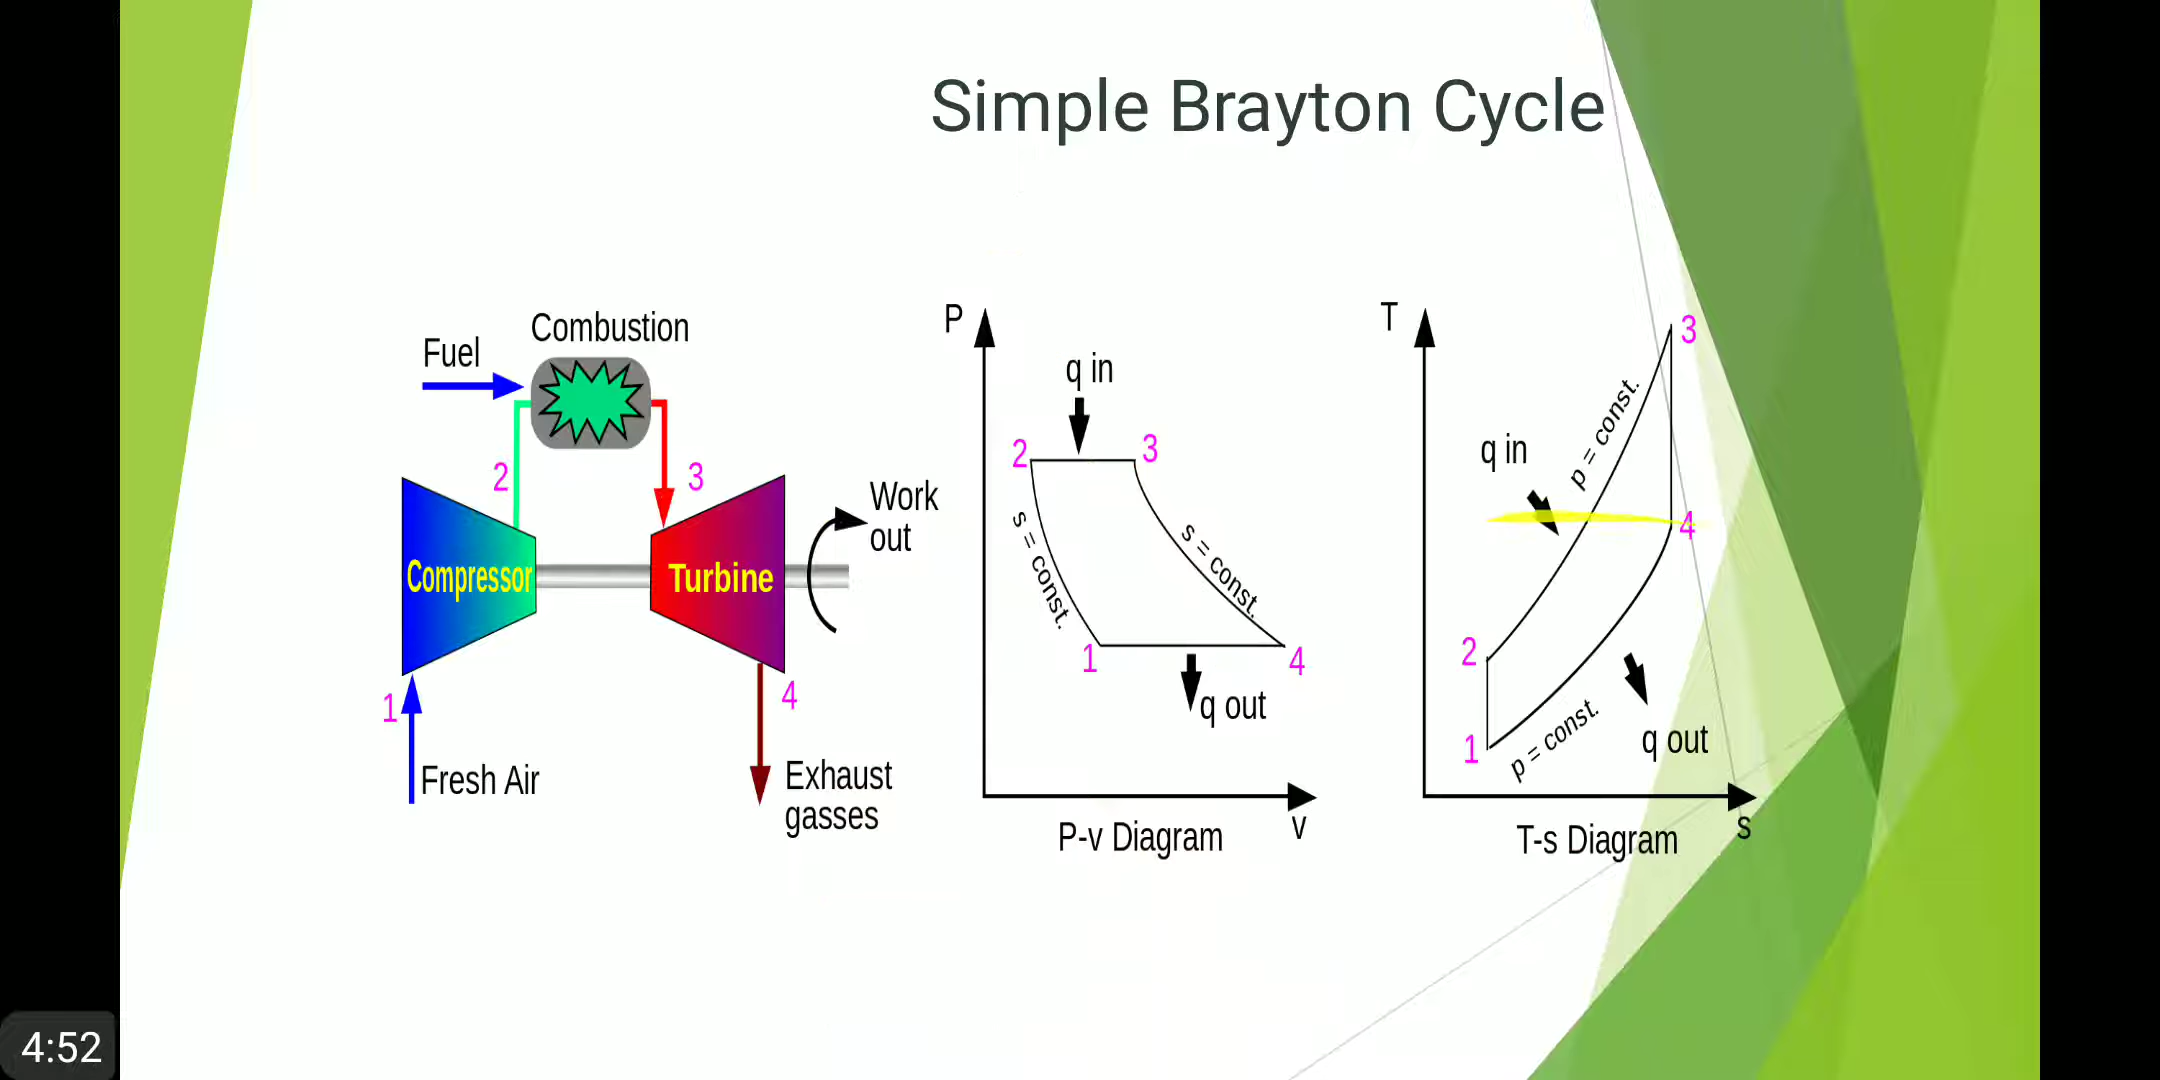 Simple Brayton Cycle
Fuel
Combustion
2
3
Compressor
Turbine
Work
out
1
4
Fresh Air
Exhaust
gasses
P
q in
2
3
s = const.
s = const.
1
4
q out
v
P-v Diagram
T
3
p = const.
q in
4
2
1
p = const.
q out
s
T-s Diagram
4:52